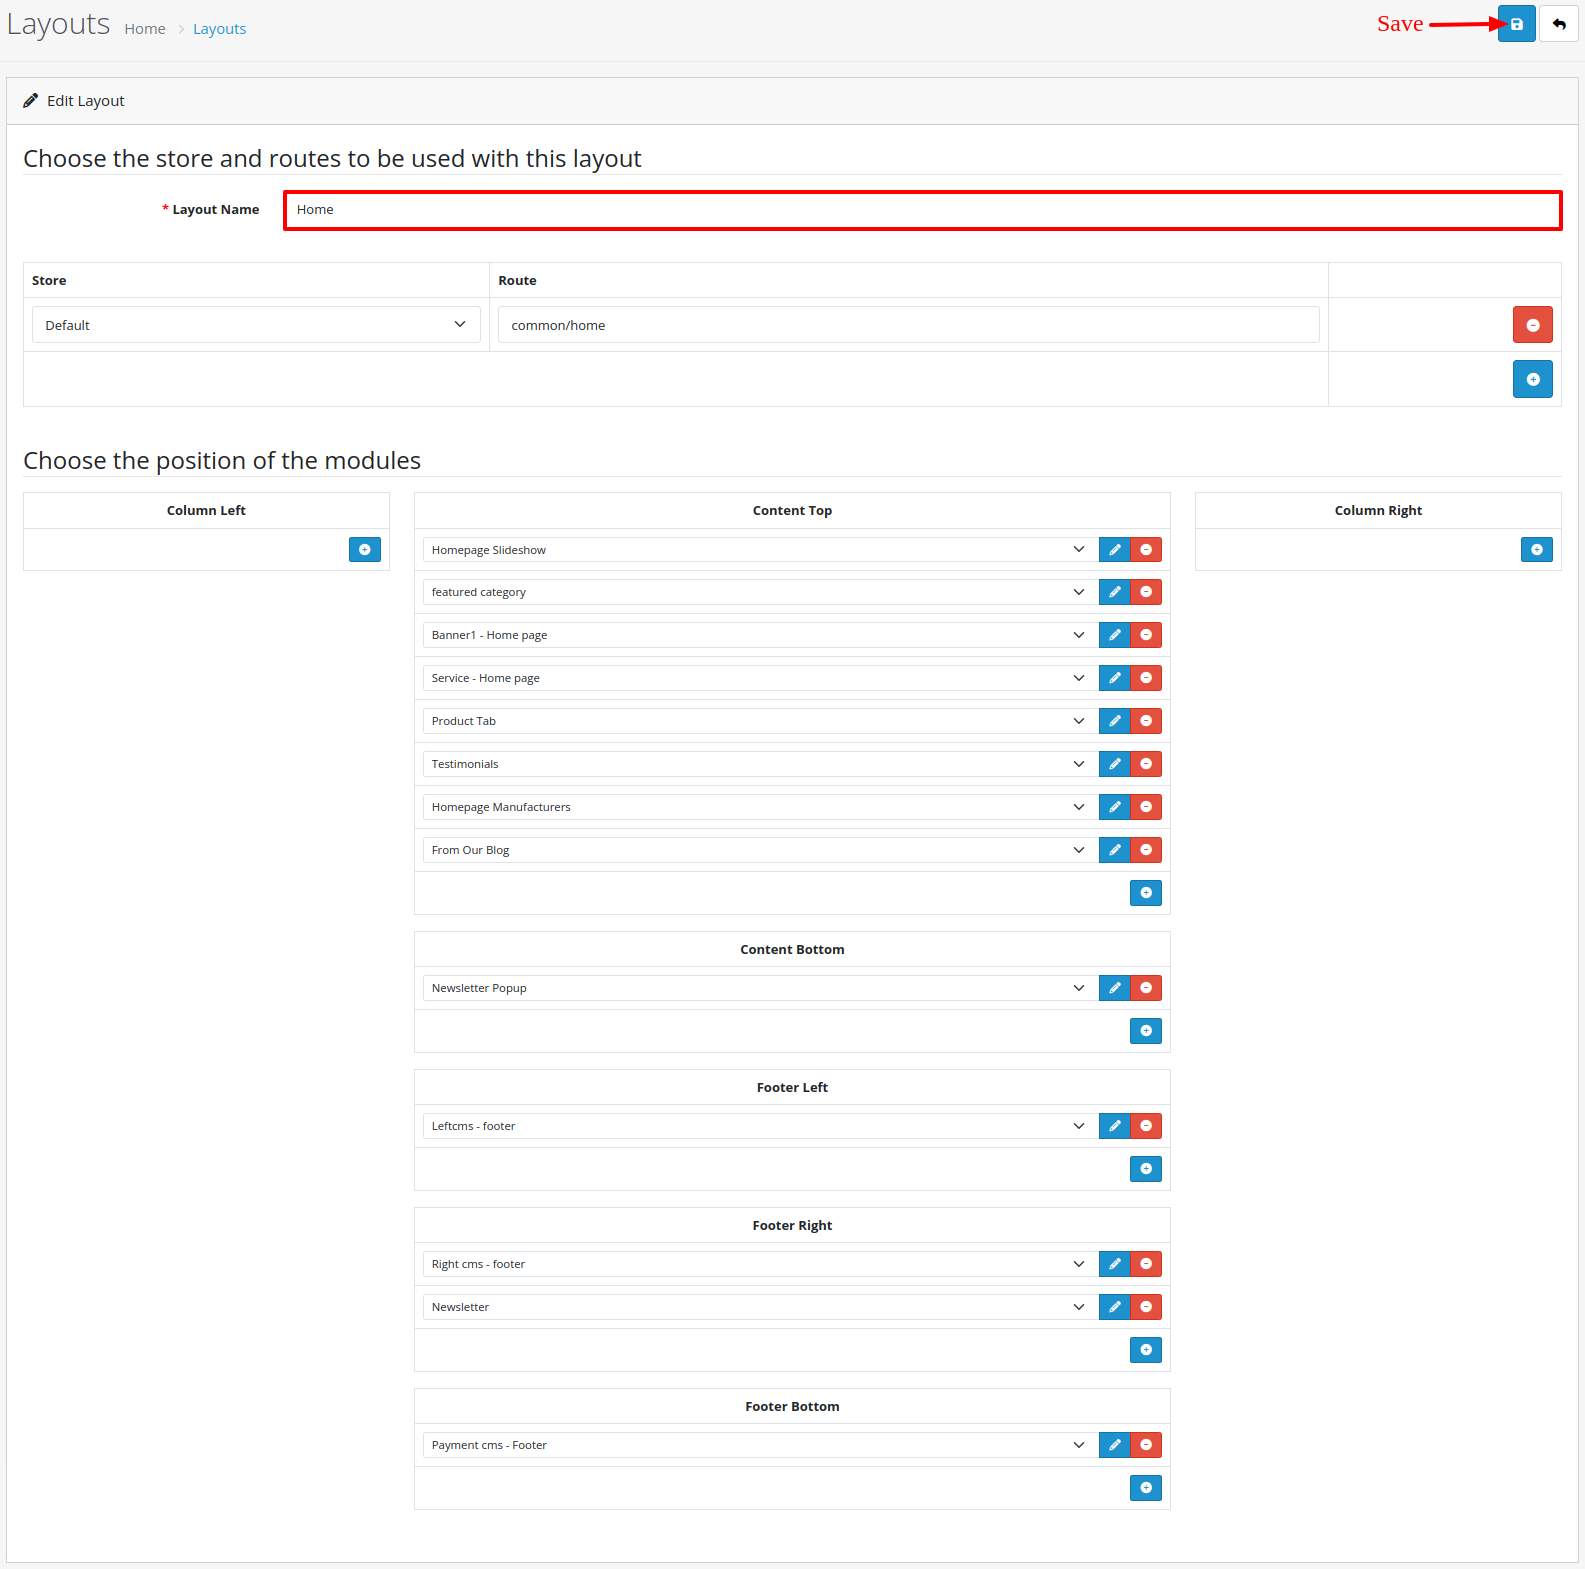 Layouts Home > Layouts
Save
Edit Layout
Choose the store and routes to be used with this layout
* Layout Name Home
Store Route
Default common/home
Choose the position of the modules
Column Left
Content Top
Homepage Slideshow
featured category
Banner1 - Home page
Service - Home page
Product Tab
Testimonials
Homepage Manufacturers
From Our Blog
Column Right
Content Bottom
Newsletter Popup
Footer Left
Leftcms - footer
Footer Right
Right cms - footer
Newsletter
Footer Bottom
Payment cms - Footer